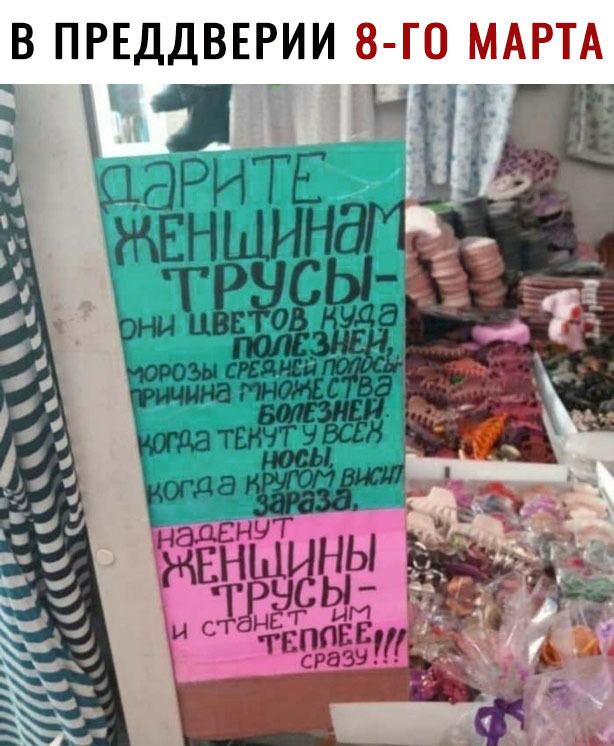 В ПРЕДДВЕРИИ 8-ГО МАРТА
ДАРИТЕ
ЖЕНЩИНАМ
ТРУСЫ-
ОНИ ЦВЕТОВ КУДА
ПОЛЕЗНЕЙ,
МОРОЗЫ СРЕДНЕЙ ПОЛОСЫ
ПРИЧИНА МНОЖЕСТВА
БОЛЕЗНЕЙ.
КОГДА ТЕКУТ У ВСЕХ
НОСЫ,
КОГДА КРУГОМ ВИСИТ
ЗАРАЗА,
НАДЕНУТ
ЖЕНЩИНЫ
ТРУСЫ-
И СТАНЕТ ИМ
ТЕПЛЕЕ
СРАЗУ!!!